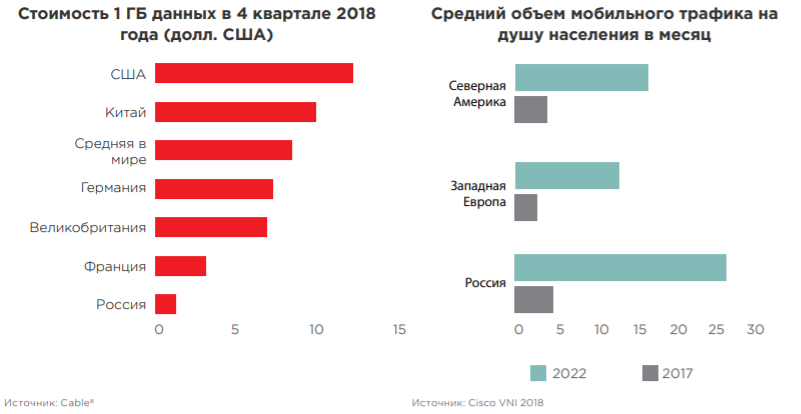 Стоимость 1 ГБ данных в 4 квартале 2018
года (долл. США)
США
Китай
Средняя в
мире
Германия
Великобритания
Франция
Россия
0 5 10 15
Источник: Cable⁸
Средний объем мобильного трафика на
душу населения в месяц
Северная
Америка
Западная
Европа
Россия
0 5 10 15 20 25 30
2022 2017
Источник: Cisco VNI 2018